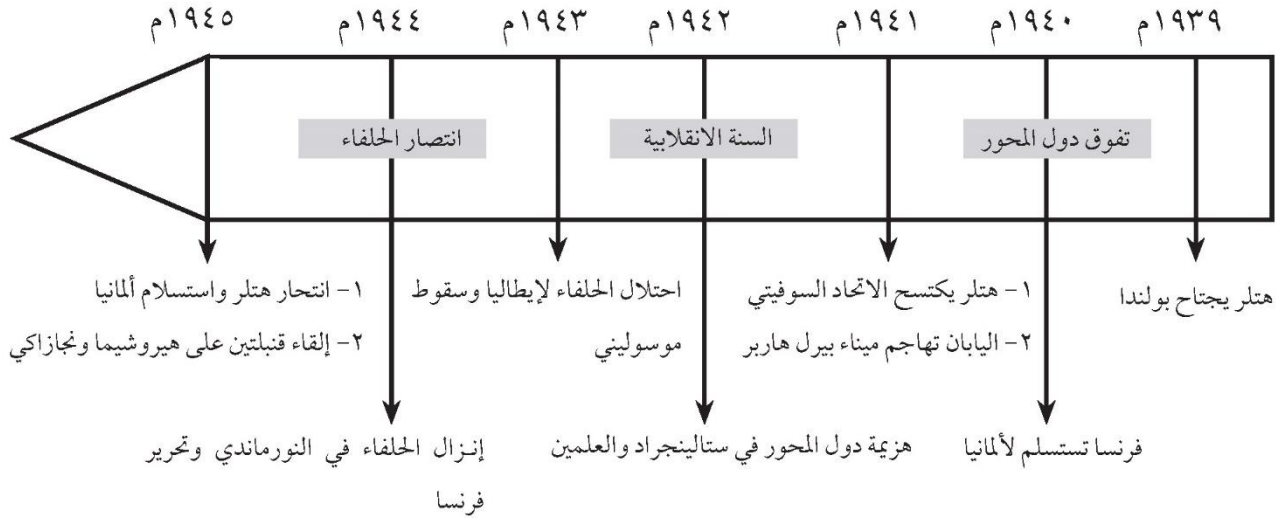 ١٩٣٩م
١٩٤٠م
١٩٤١م
١٩٤٢م
١٩٤٣م
١٩٤٤م
١٩٤٥م
تفوق دول المحور
السنة الانقلابية
انتصار الحلفاء
هتلر يجتاح بولندا
١- هتلر يكتسح الاتحاد السوفيتي
٢- اليابان تهاجم ميناء بيرل هاربر
احتلال الحلفاء لإيطاليا وسقوط
موسوليني
١- انتحار هتلر واستسلام ألمانيا
٢- إلقاء قنبلتين على هيروشيما ونجازاكي
فرنسا تستسلم لألمانيا
هزيمة دول المحور في ستالينجراد والعلمين
إنـزال الحلفاء في النورماندي وتحرير
فرنسا